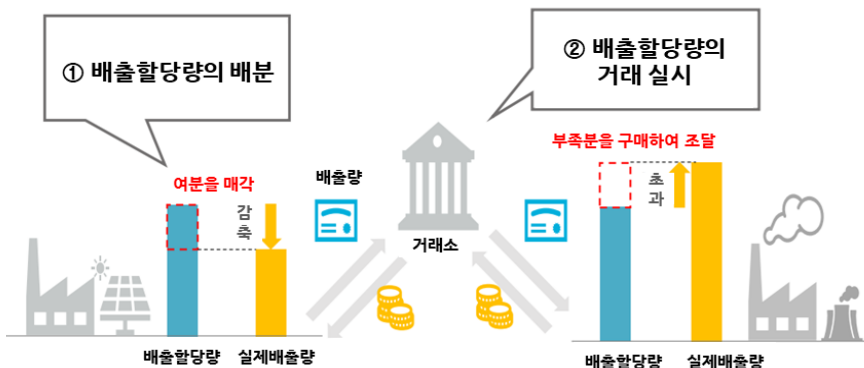 ① 배출할당량의 배분
② 배출할당량의
거래 실시
여분을 매각
감
축
배출량
거래소
부족분을 구매하여 조달
초
과
배출할당량
실제배출량
배출할당량
실제배출량